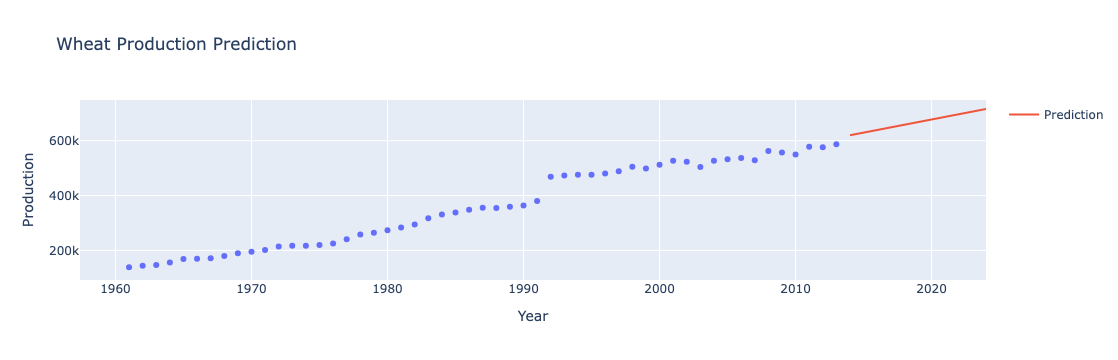 Wheat Production Prediction
Prediction
600k
400k
200k
Production
1960 1970 1980 1990 2000 2010 2020
Year